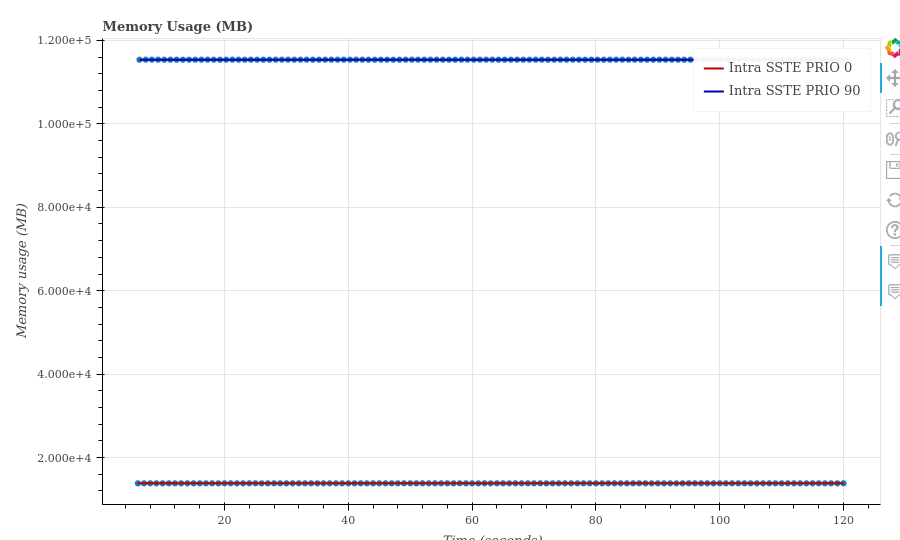 Memory Usage (MB)
1.200e+5
1.000e+5
8.000e+4
6.000e+4
4.000e+4
2.000e+4
Memory usage (MB)
Intra SSTE PRIO 0
Intra SSTE PRIO 90
20
40
60
80
100
120
Time (seconds)